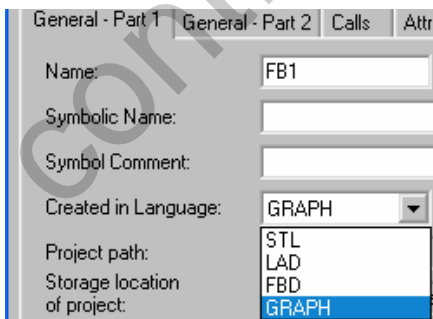 General - Part 1 General - Part 2 Calls Attr
Name: FB1
Symbolic Name:
Symbol Comment:
Created in Language: GRAPH
STL
Project path:
LAD
Storage location
FBD
of project:
GRAPH
con